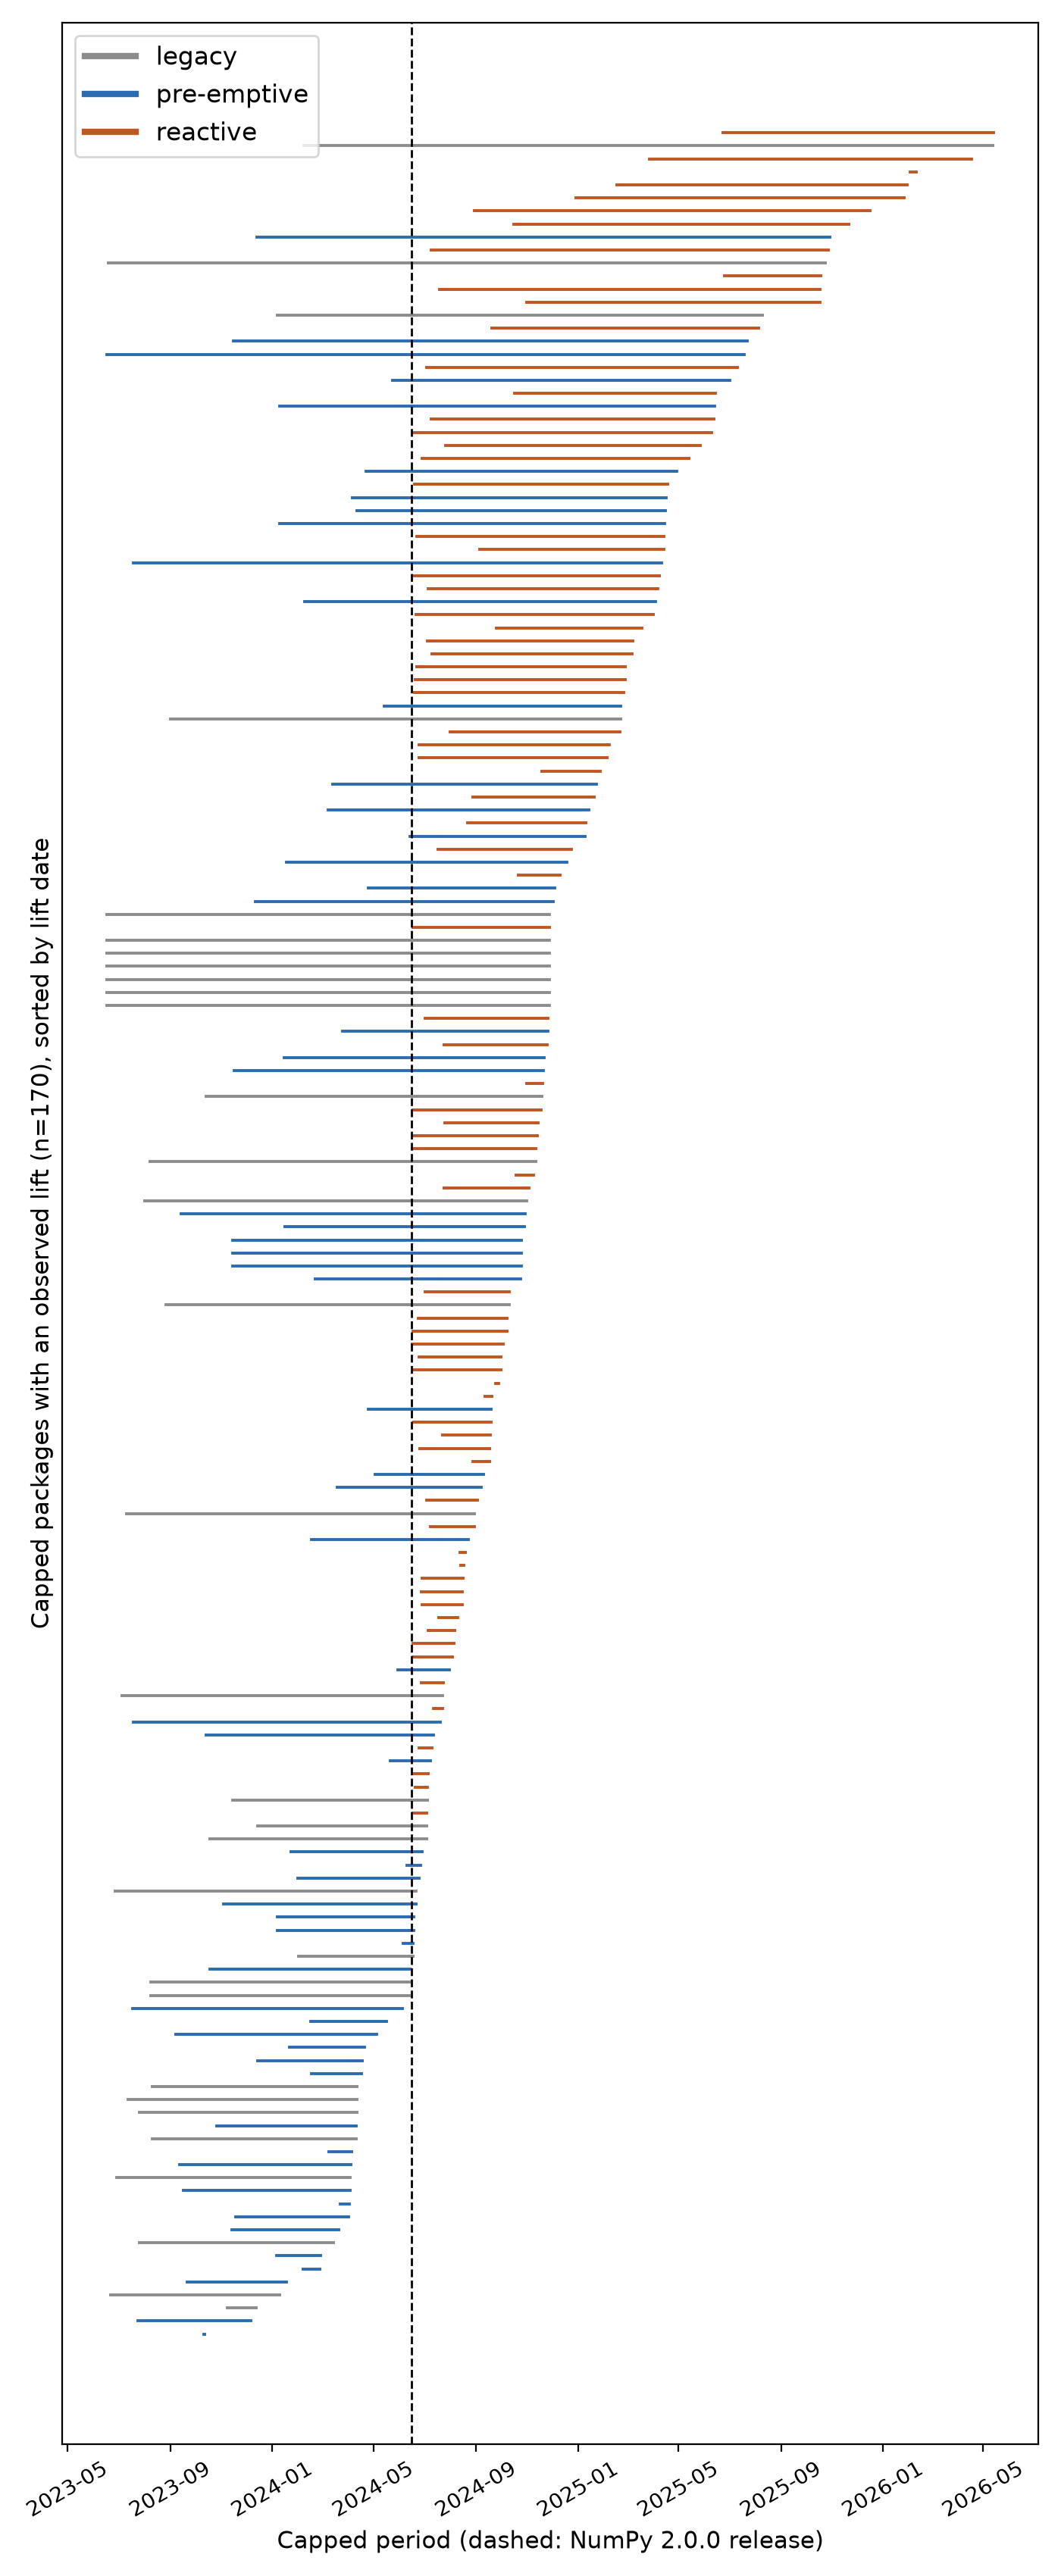 legacy
pre-emptive
reactive
Capped packages with an observed lift (n=170), sorted by lift date
2023-05
2023-09
2024-01
2024-05
2024-09
2025-01
2025-05
2025-09
2026-01
2026-05
Capped period (dashed: NumPy 2.0.0 release)